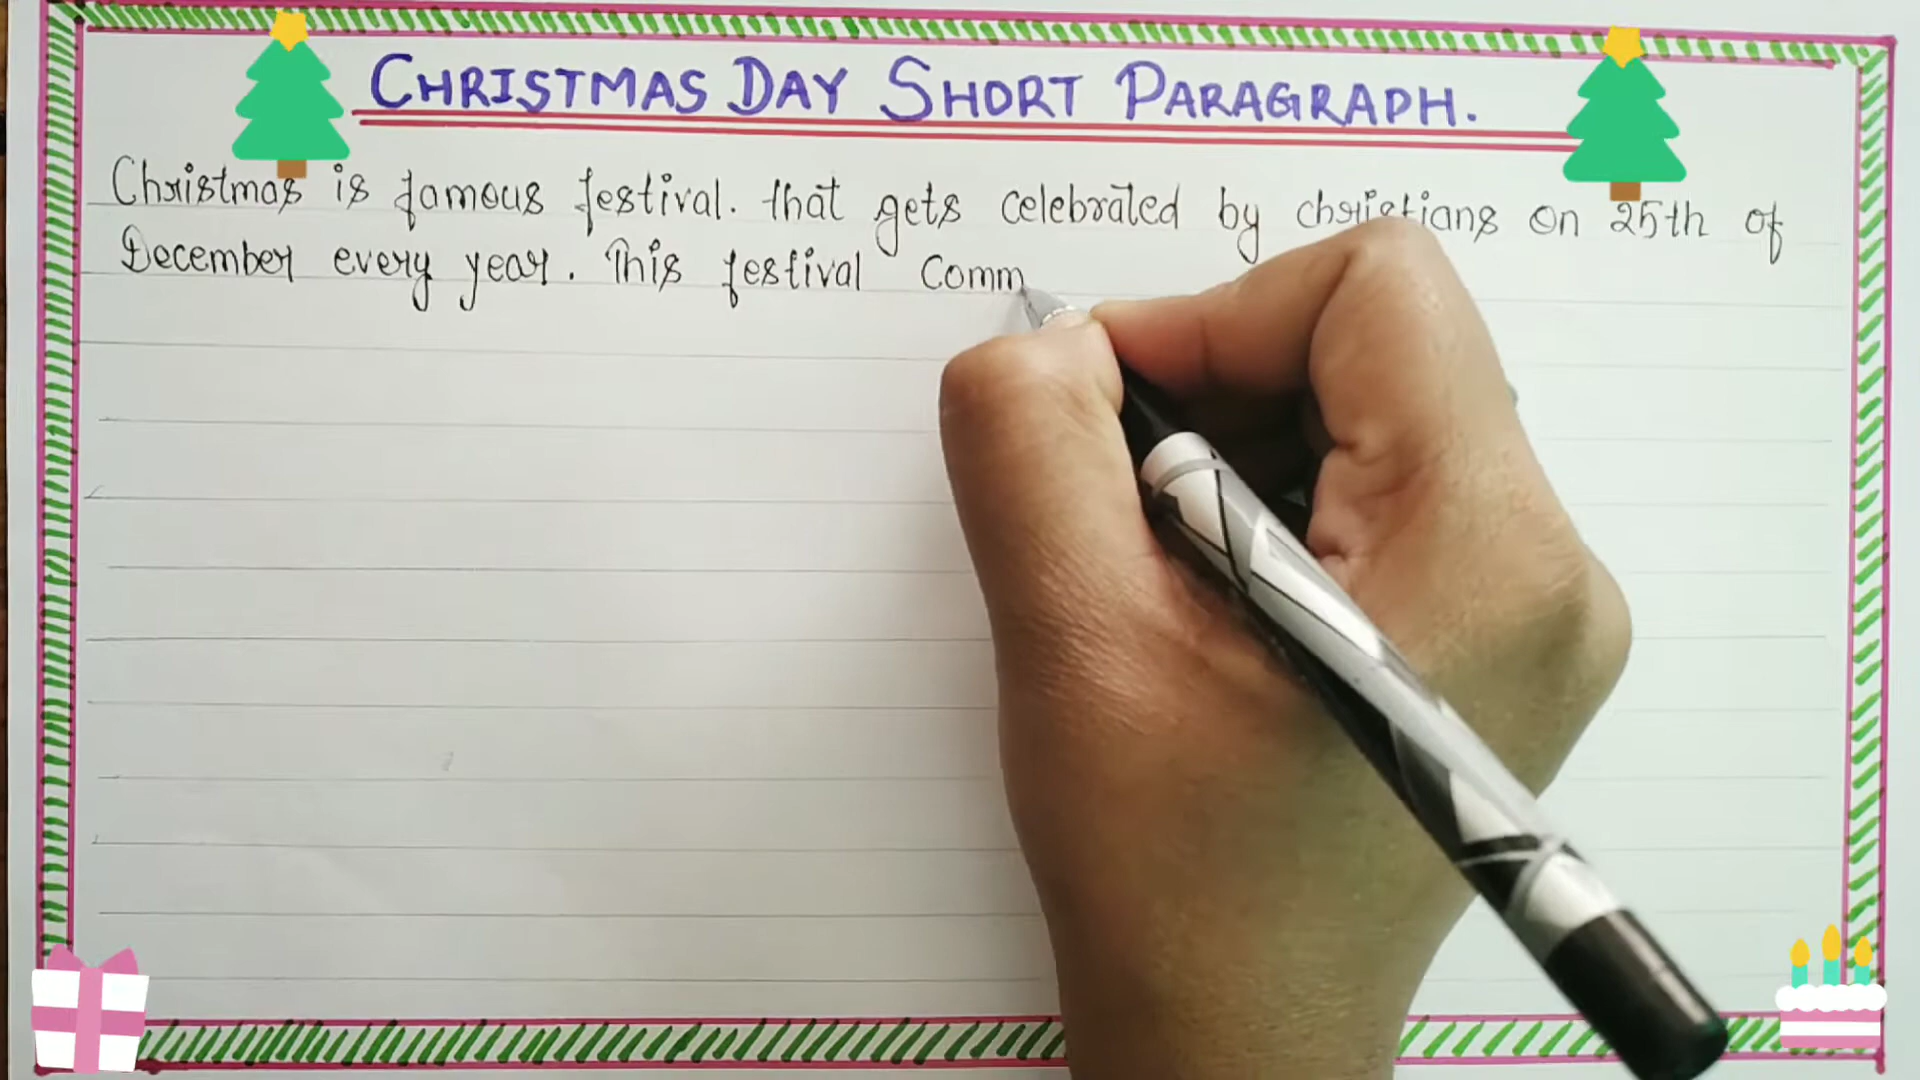 CHRISTMAS DAY SHORT PARAGRAPH.
Christmas is famous festival. that gets celebrated by christians on 25th of
December every year. This festival Comm